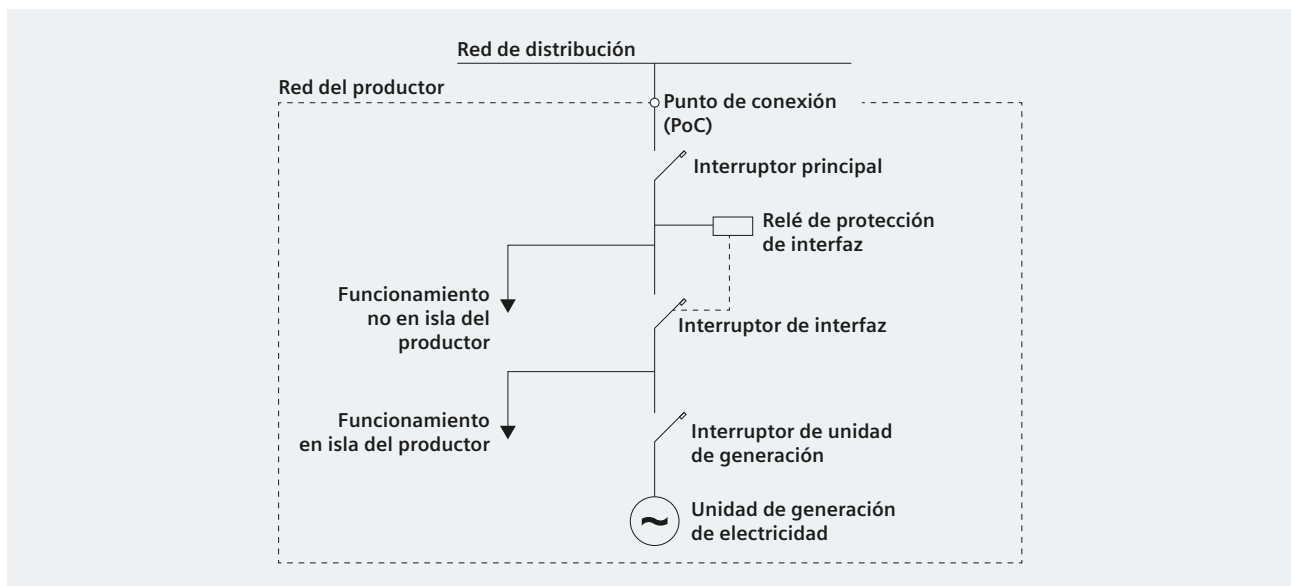 Red de distribución
Red del productor
Punto de conexión
(PoC)
Interruptor principal
Relé de protección
de interfaz
Funcionamiento
no en isla del
productor
Interruptor de interfaz
Funcionamiento
en isla del productor
Interruptor de unidad
de generación
~
Unidad de generación
de electricidad